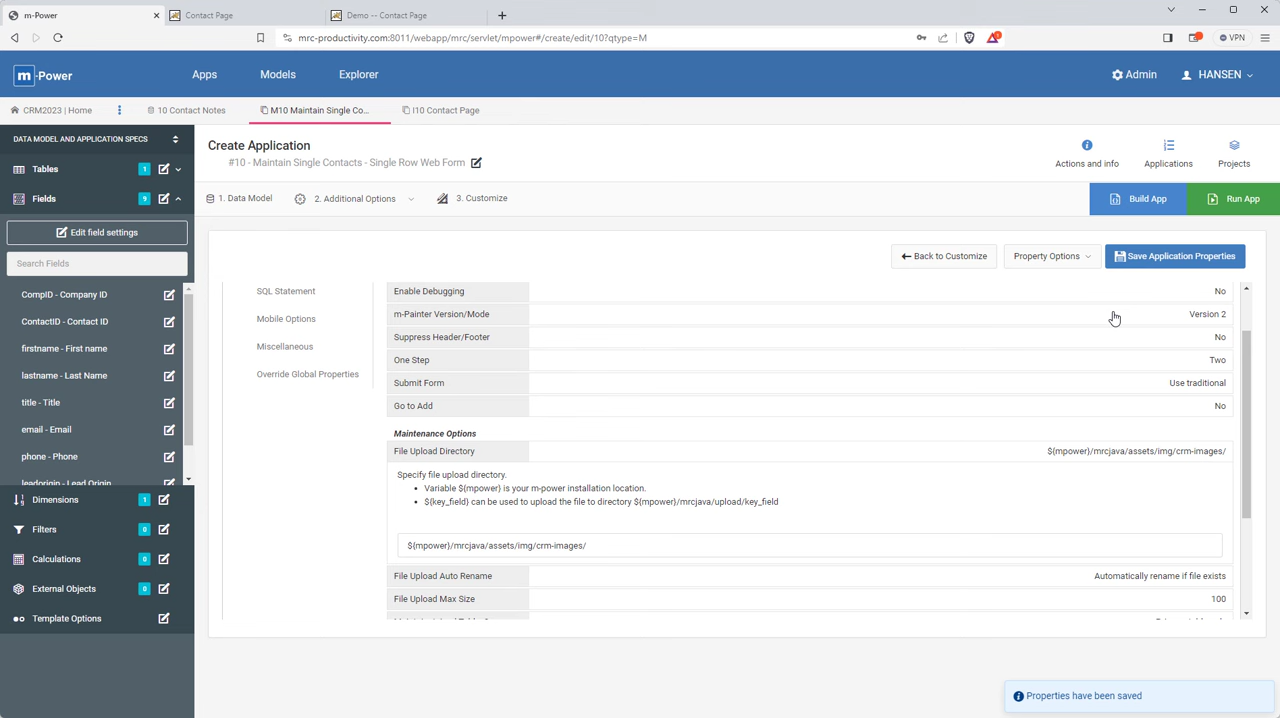 m-Power
Contact Page
Demo -- Contact Page
mrc-productivity.com:8011/webapp/mrc/servlet/mpower#/create/edit/10?qtype=M
VPN
m -Power
Apps
Models
Explorer
Admin
HANSEN
CRM2023 | Home
10 Contact Notes
M10 Maintain Single Co...
I10 Contact Page
DATA MODEL AND APPLICATION SPECS
Tables
1
Fields
9
Edit field settings
Search Fields
CompID - Company ID
ContactID - Contact ID
firstname - First name
lastname - Last Name
title - Title
email - Email
phone - Phone
leadorigin - Lead Origin
Dimensions
1
Filters
0
Calculations
0
External Objects
0
Template Options
Create Application
#10 - Maintain Single Contacts - Single Row Web Form
Actions and info
Applications
Projects
1. Data Model
2. Additional Options
3. Customize
Build App
Run App
Back to Customize
Property Options
Save Application Properties
SQL Statement
Mobile Options
Miscellaneous
Override Global Properties
Enable Debugging
No
m-Painter Version/Mode
Version 2
Suppress Header/Footer
No
One Step
Two
Submit Form
Use traditional
Go to Add
No
Maintenance Options
File Upload Directory
${mpower}/mrcjava/assets/img/crm-images/
Specify file upload directory.
• Variable ${mpower} is your m-power installation location.
• ${key_field} can be used to upload the file to directory ${mpower}/mrcjava/upload/key_field
${mpower}/mrcjava/assets/img/crm-images/
File Upload Auto Rename
Automatically rename if file exists
File Upload Max Size
100
Properties have been saved